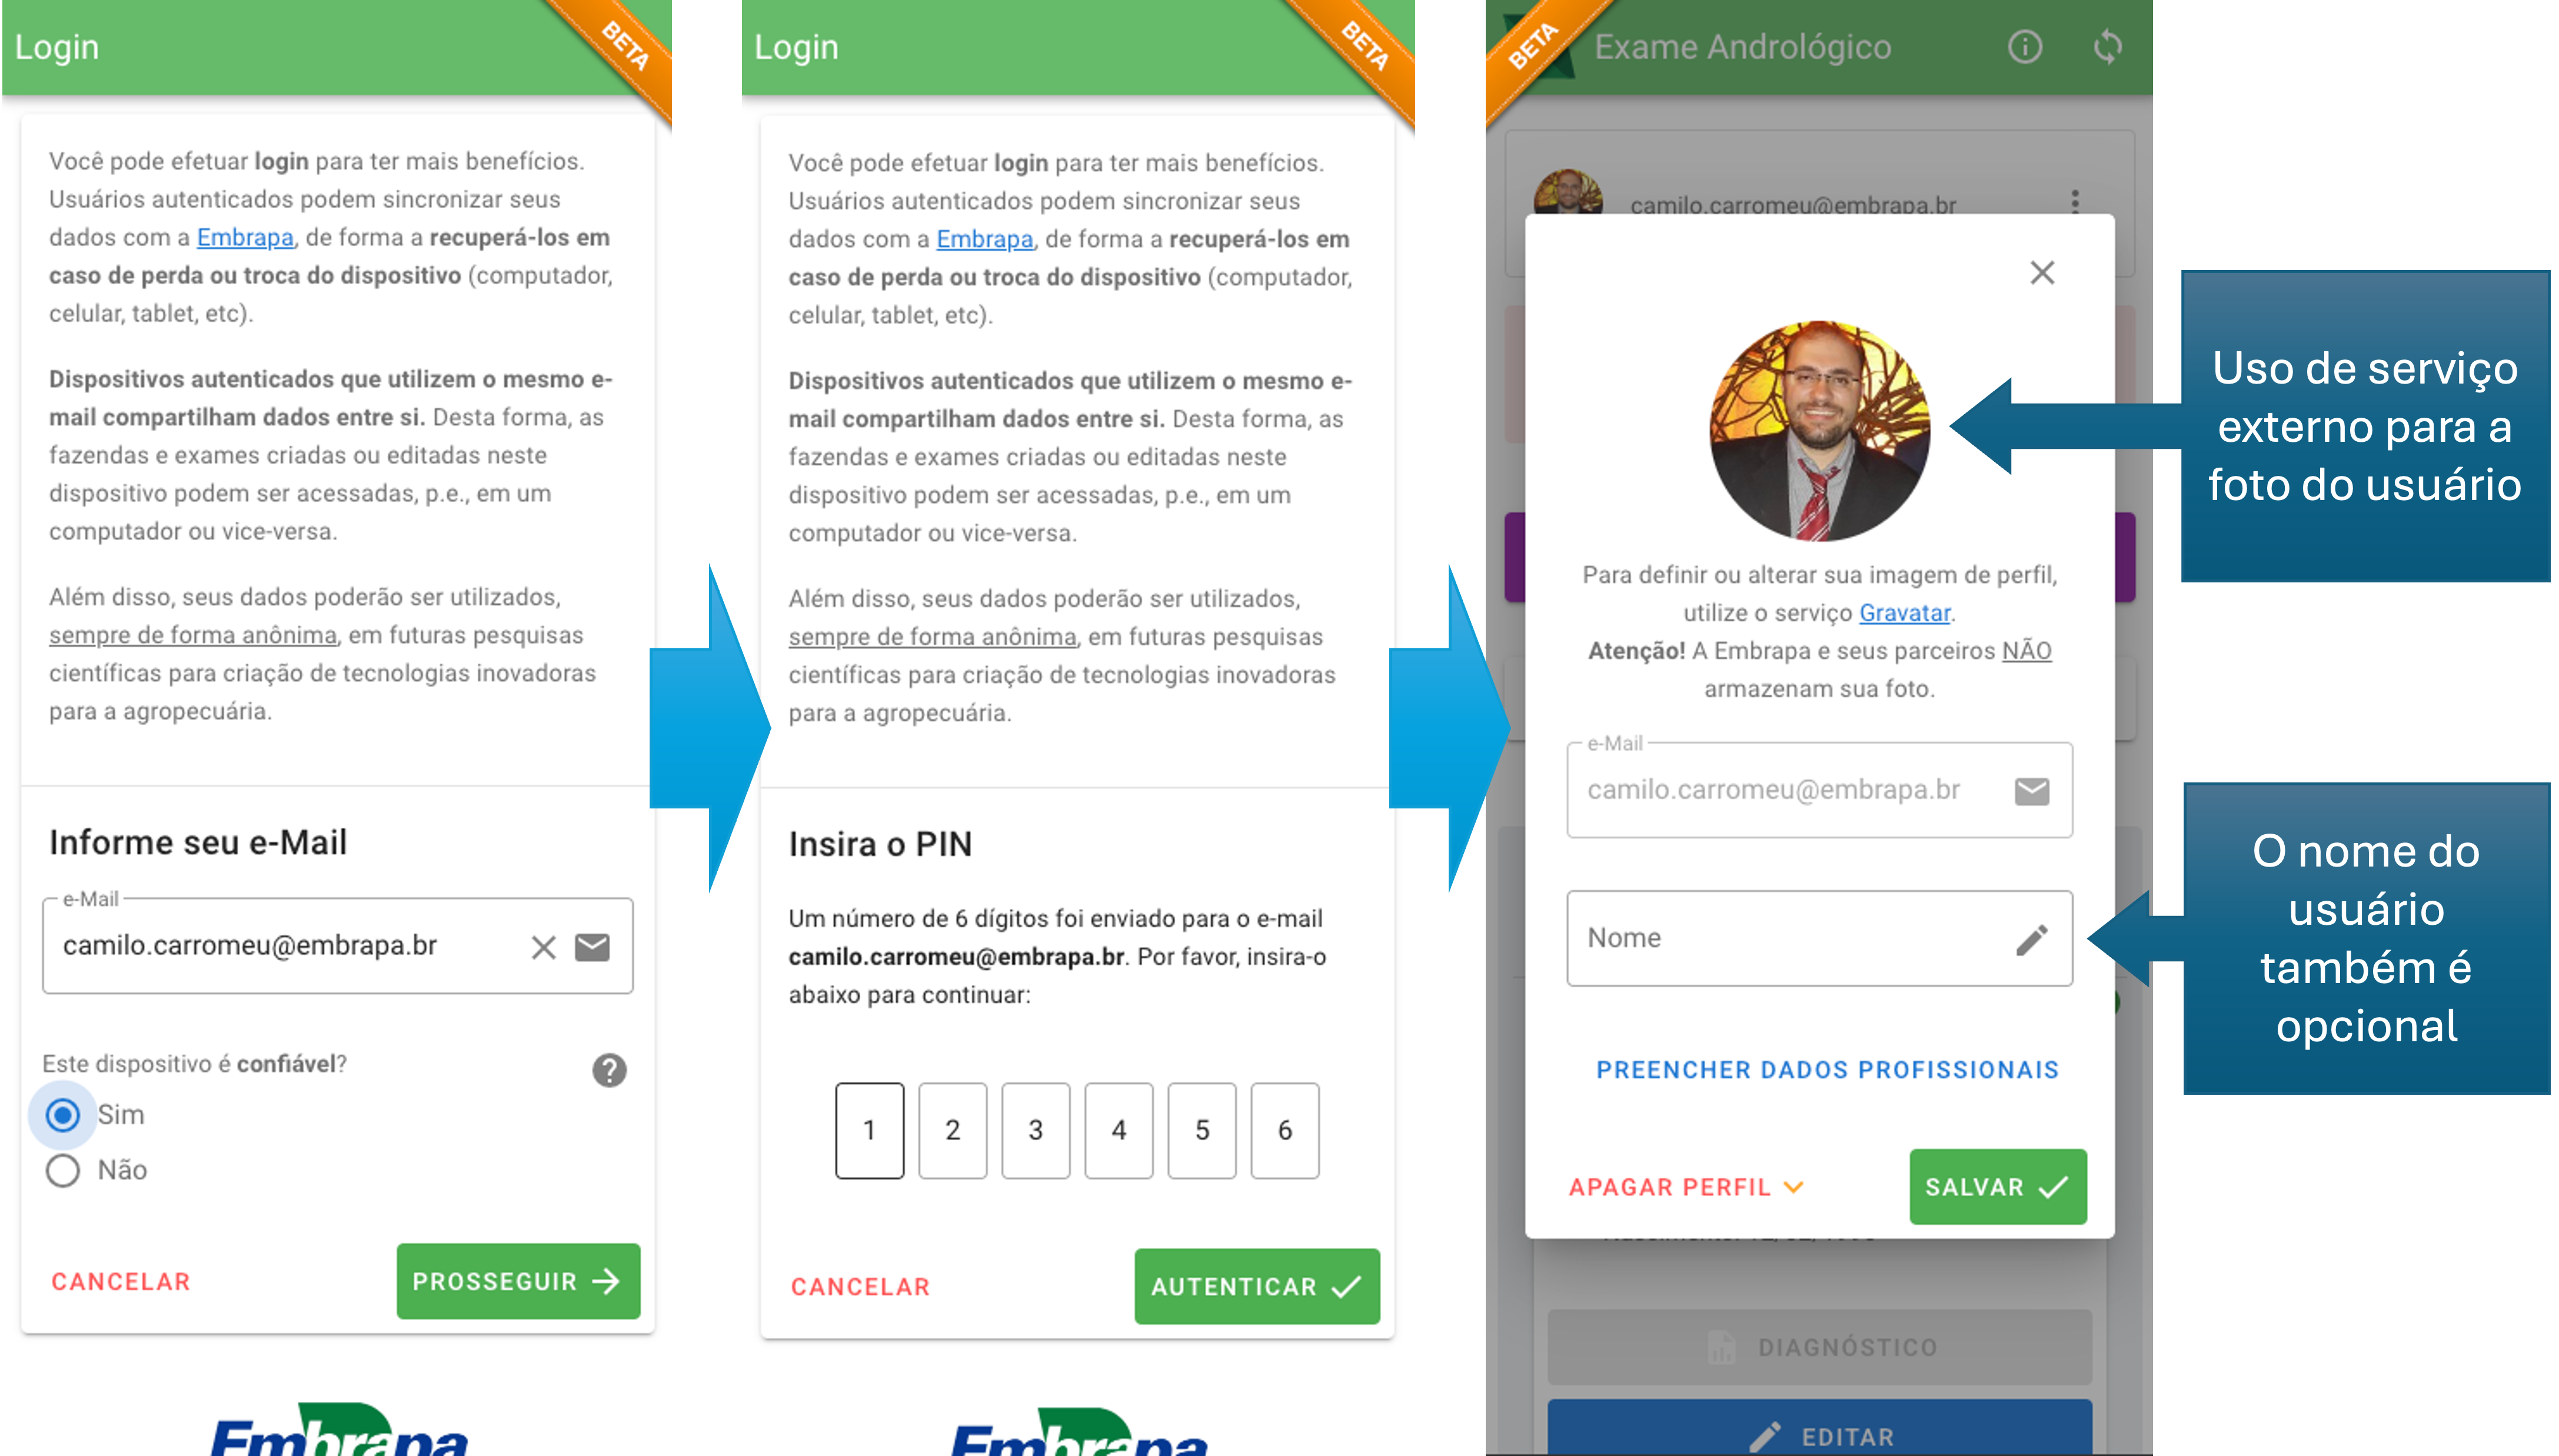 Login
BETA
Você pode efetuar login para ter mais benefícios.
Usuários autenticados podem sincronizar seus
dados com a Embrapa, de forma a recuperá-los em
caso de perda ou troca do dispositivo (computador,
celular, tablet, etc).
Dispositivos autenticados que utilizem o mesmo e-
mail compartilham dados entre si. Desta forma, as
fazendas e exames criadas ou editadas neste
dispositivo podem ser acessadas, p.e., em um
computador ou vice-versa.
Além disso, seus dados poderão ser utilizados,
sempre de forma anônima, em futuras pesquisas
científicas para criação de tecnologias inovadoras
para a agropecuária.
Informe seu e-Mail
e-Mail
camilo.carromeu@embrapa.br
Este dispositivo é confiável?
Sim
Não
CANCELAR
PROSSEGUIR
Embrapa
Login
BETA
Você pode efetuar login para ter mais benefícios.
Usuários autenticados podem sincronizar seus
dados com a Embrapa, de forma a recuperá-los em
caso de perda ou troca do dispositivo (computador,
celular, tablet, etc).
Dispositivos autenticados que utilizem o mesmo e-
mail compartilham dados entre si. Desta forma, as
fazendas e exames criadas ou editadas neste
dispositivo podem ser acessadas, p.e., em um
computador ou vice-versa.
Além disso, seus dados poderão ser utilizados,
sempre de forma anônima, em futuras pesquisas
científicas para criação de tecnologias inovadoras
para a agropecuária.
Insira o PIN
Um número de 6 dígitos foi enviado para o e-mail
camilo.carromeu@embrapa.br. Por favor, insira-o
abaixo para continuar:
1 2 3 4 5 6
CANCELAR
AUTENTICAR
Embrapa
BETA
Exame Andrológico
camilo.carromeu@embrapa.br
Para definir ou alterar sua imagem de perfil,
utilize o serviço Gravatar.
Atenção! A Embrapa e seus parceiros NÃO
armazenam sua foto.
e-Mail
camilo.carromeu@embrapa.br
Nome
PREENCHER DADOS PROFISSIONAIS
APAGAR PERFIL
SALVAR
DIAGNÓSTICO
EDITAR
Uso de serviço
externo para a
foto do usuário
O nome do
usuário
também é
opcional